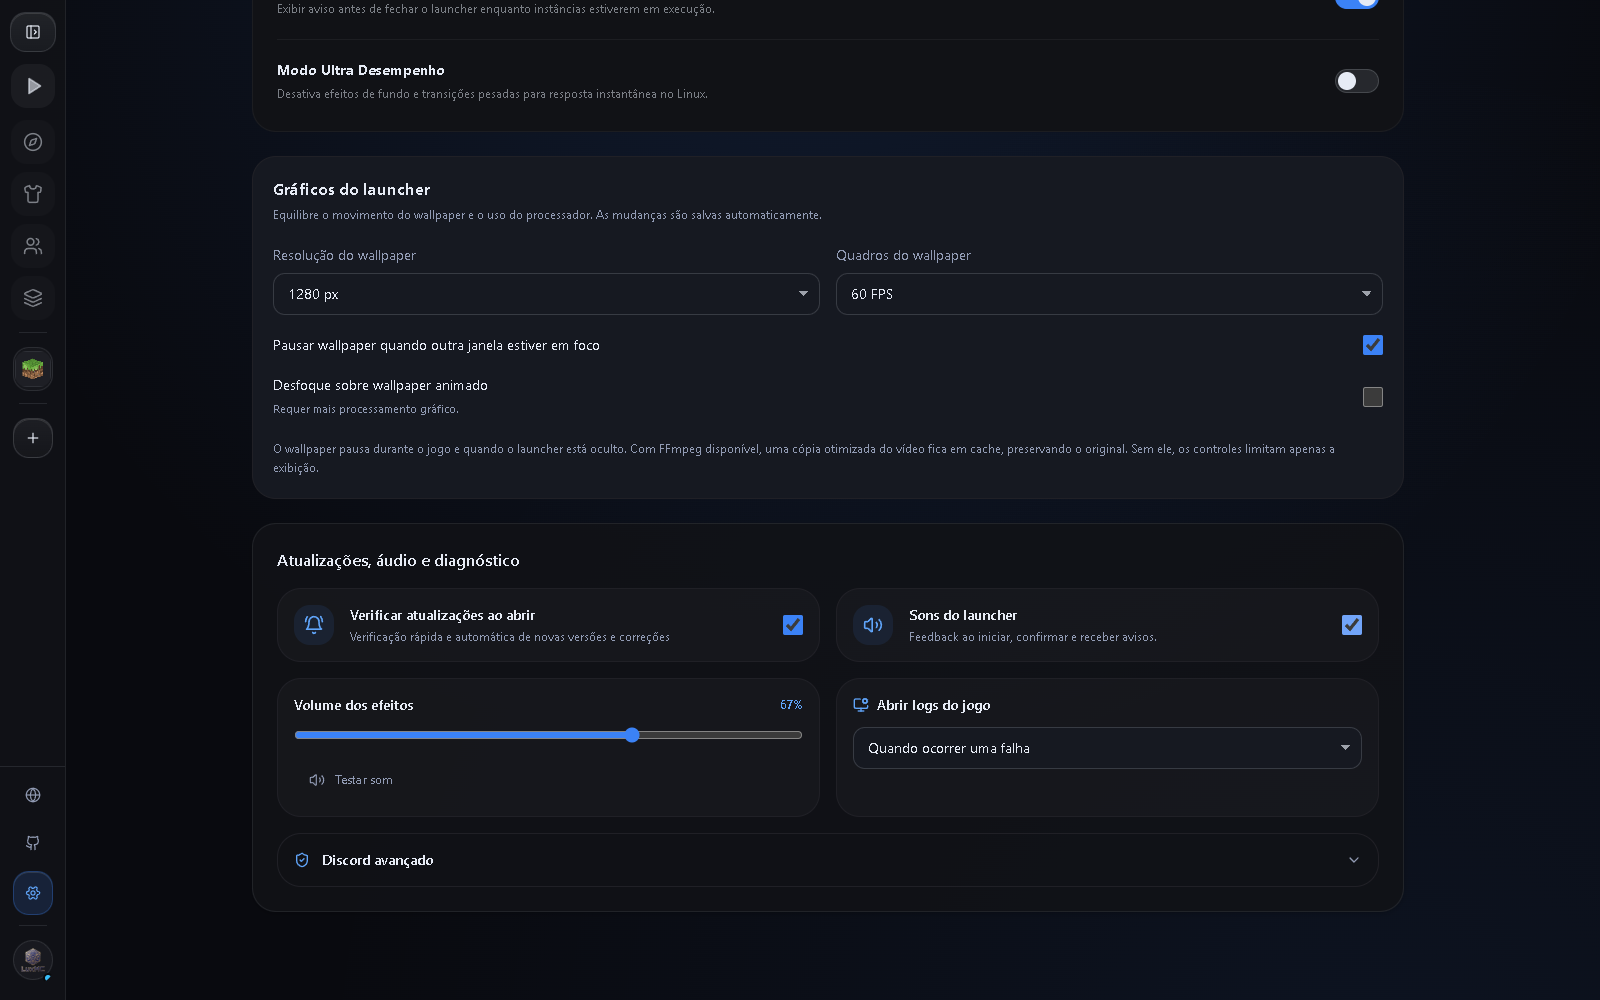 Exibir aviso antes de fechar o launcher enquanto instâncias estiverem em execução.
Modo Ultra Desempenho
Desativa efeitos de fundo e transições pesadas para resposta instantânea no Linux.
Gráficos do launcher
Equilibre o movimento do wallpaper e o uso do processador. As mudanças são salvas automaticamente.
Resolução do wallpaper
Quadros do wallpaper
1280 px
60 FPS
Pausar wallpaper quando outra janela estiver em foco
Desfoque sobre wallpaper animado
Requer mais processamento gráfico.
O wallpaper pausa durante o jogo e quando o launcher está oculto. Com FFmpeg disponível, uma cópia otimizada do vídeo fica em cache, preservando o original. Sem ele, os controles limitam apenas a
exibição.
Atualizações, áudio e diagnóstico
Verificar atualizações ao abrir
Verificação rápida e automática de novas versões e correções
Sons do launcher
Feedback ao iniciar, confirmar e receber avisos.
Volume dos efeitos
67%
Testar som
Abrir logs do jogo
Quando ocorrer uma falha
Discord avançado